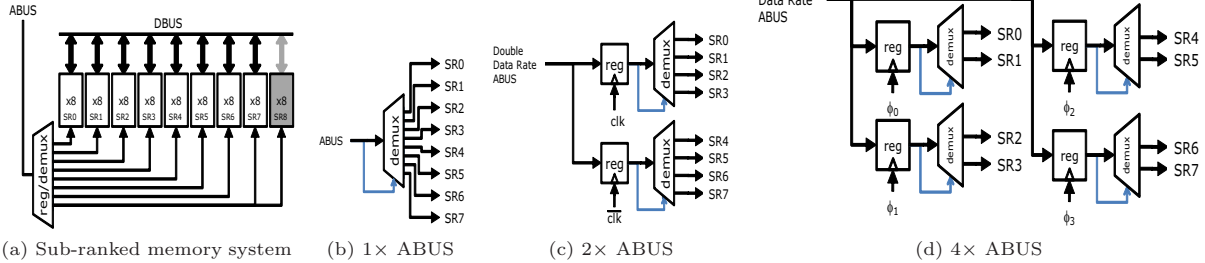 ABUS
DBUS
x8 x8 x8 x8 x8 x8 x8 x8 x8
SR0 SR1 SR2 SR3 SR4 SR5 SR6 SR7 SR8
reg/demux
(a) Sub-ranked memory system
ABUS
demux
SR0
SR1
SR2
SR3
SR4
SR5
SR6
SR7
(b) 1× ABUS
Double
Data Rate
ABUS
reg
clk
demux
SR0
SR1
SR2
SR3
reg
clk
demux
SR4
SR5
SR6
SR7
(c) 2× ABUS
Data Rate
ABUS
reg
ϕ0
demux
SR0
SR1
reg
ϕ2
demux
SR4
SR5
reg
ϕ1
demux
SR2
SR3
reg
ϕ3
demux
SR6
SR7
(d) 4× ABUS